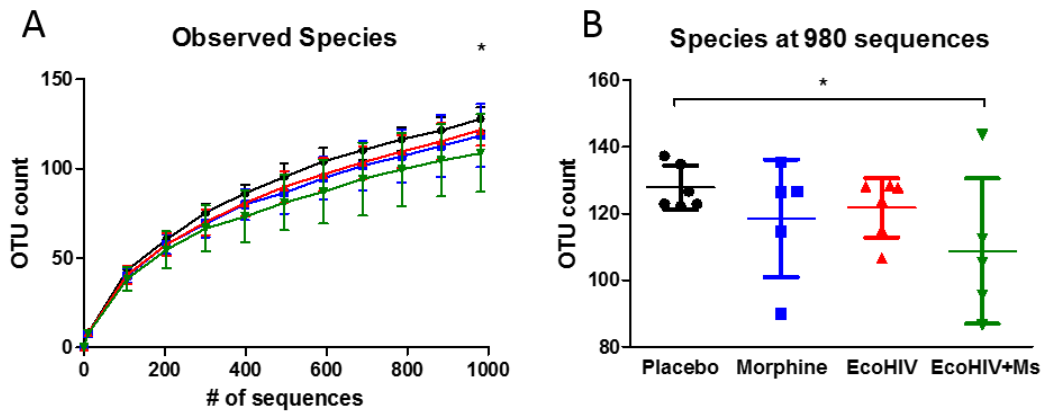 A
Observed Species
*
150
100
50
0
OTU count
0
200
400
600
800
1000
# of sequences
B
Species at 980 sequences
*
160
140
120
100
80
OTU count
Placebo
Morphine
EcoHIV
EcoHIV+Ms